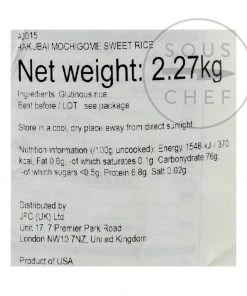 A3015
HAKUBAI MOCHIGOME SWEET RICE
SOUS
CHEF
Net weight: 2.27kg
Ingredients: Glutinous rice.
Best before / LOT : see package
Store in a cool, dry place away from direct sunlight.
Nutrition information (/100g uncooked): Energy 1548 kJ / 370
kcal, Fat 0.6g, -of which saturates 0.1g, Carbohydrate 76g,
-of which sugars <0.5g, Protein 6.8g, Salt 0.02g
Distributed by
JFC (UK) Ltd.
Unit 17, 7 Premier Park Road
London NW10 7NZ, United Kingdom
Product of USA